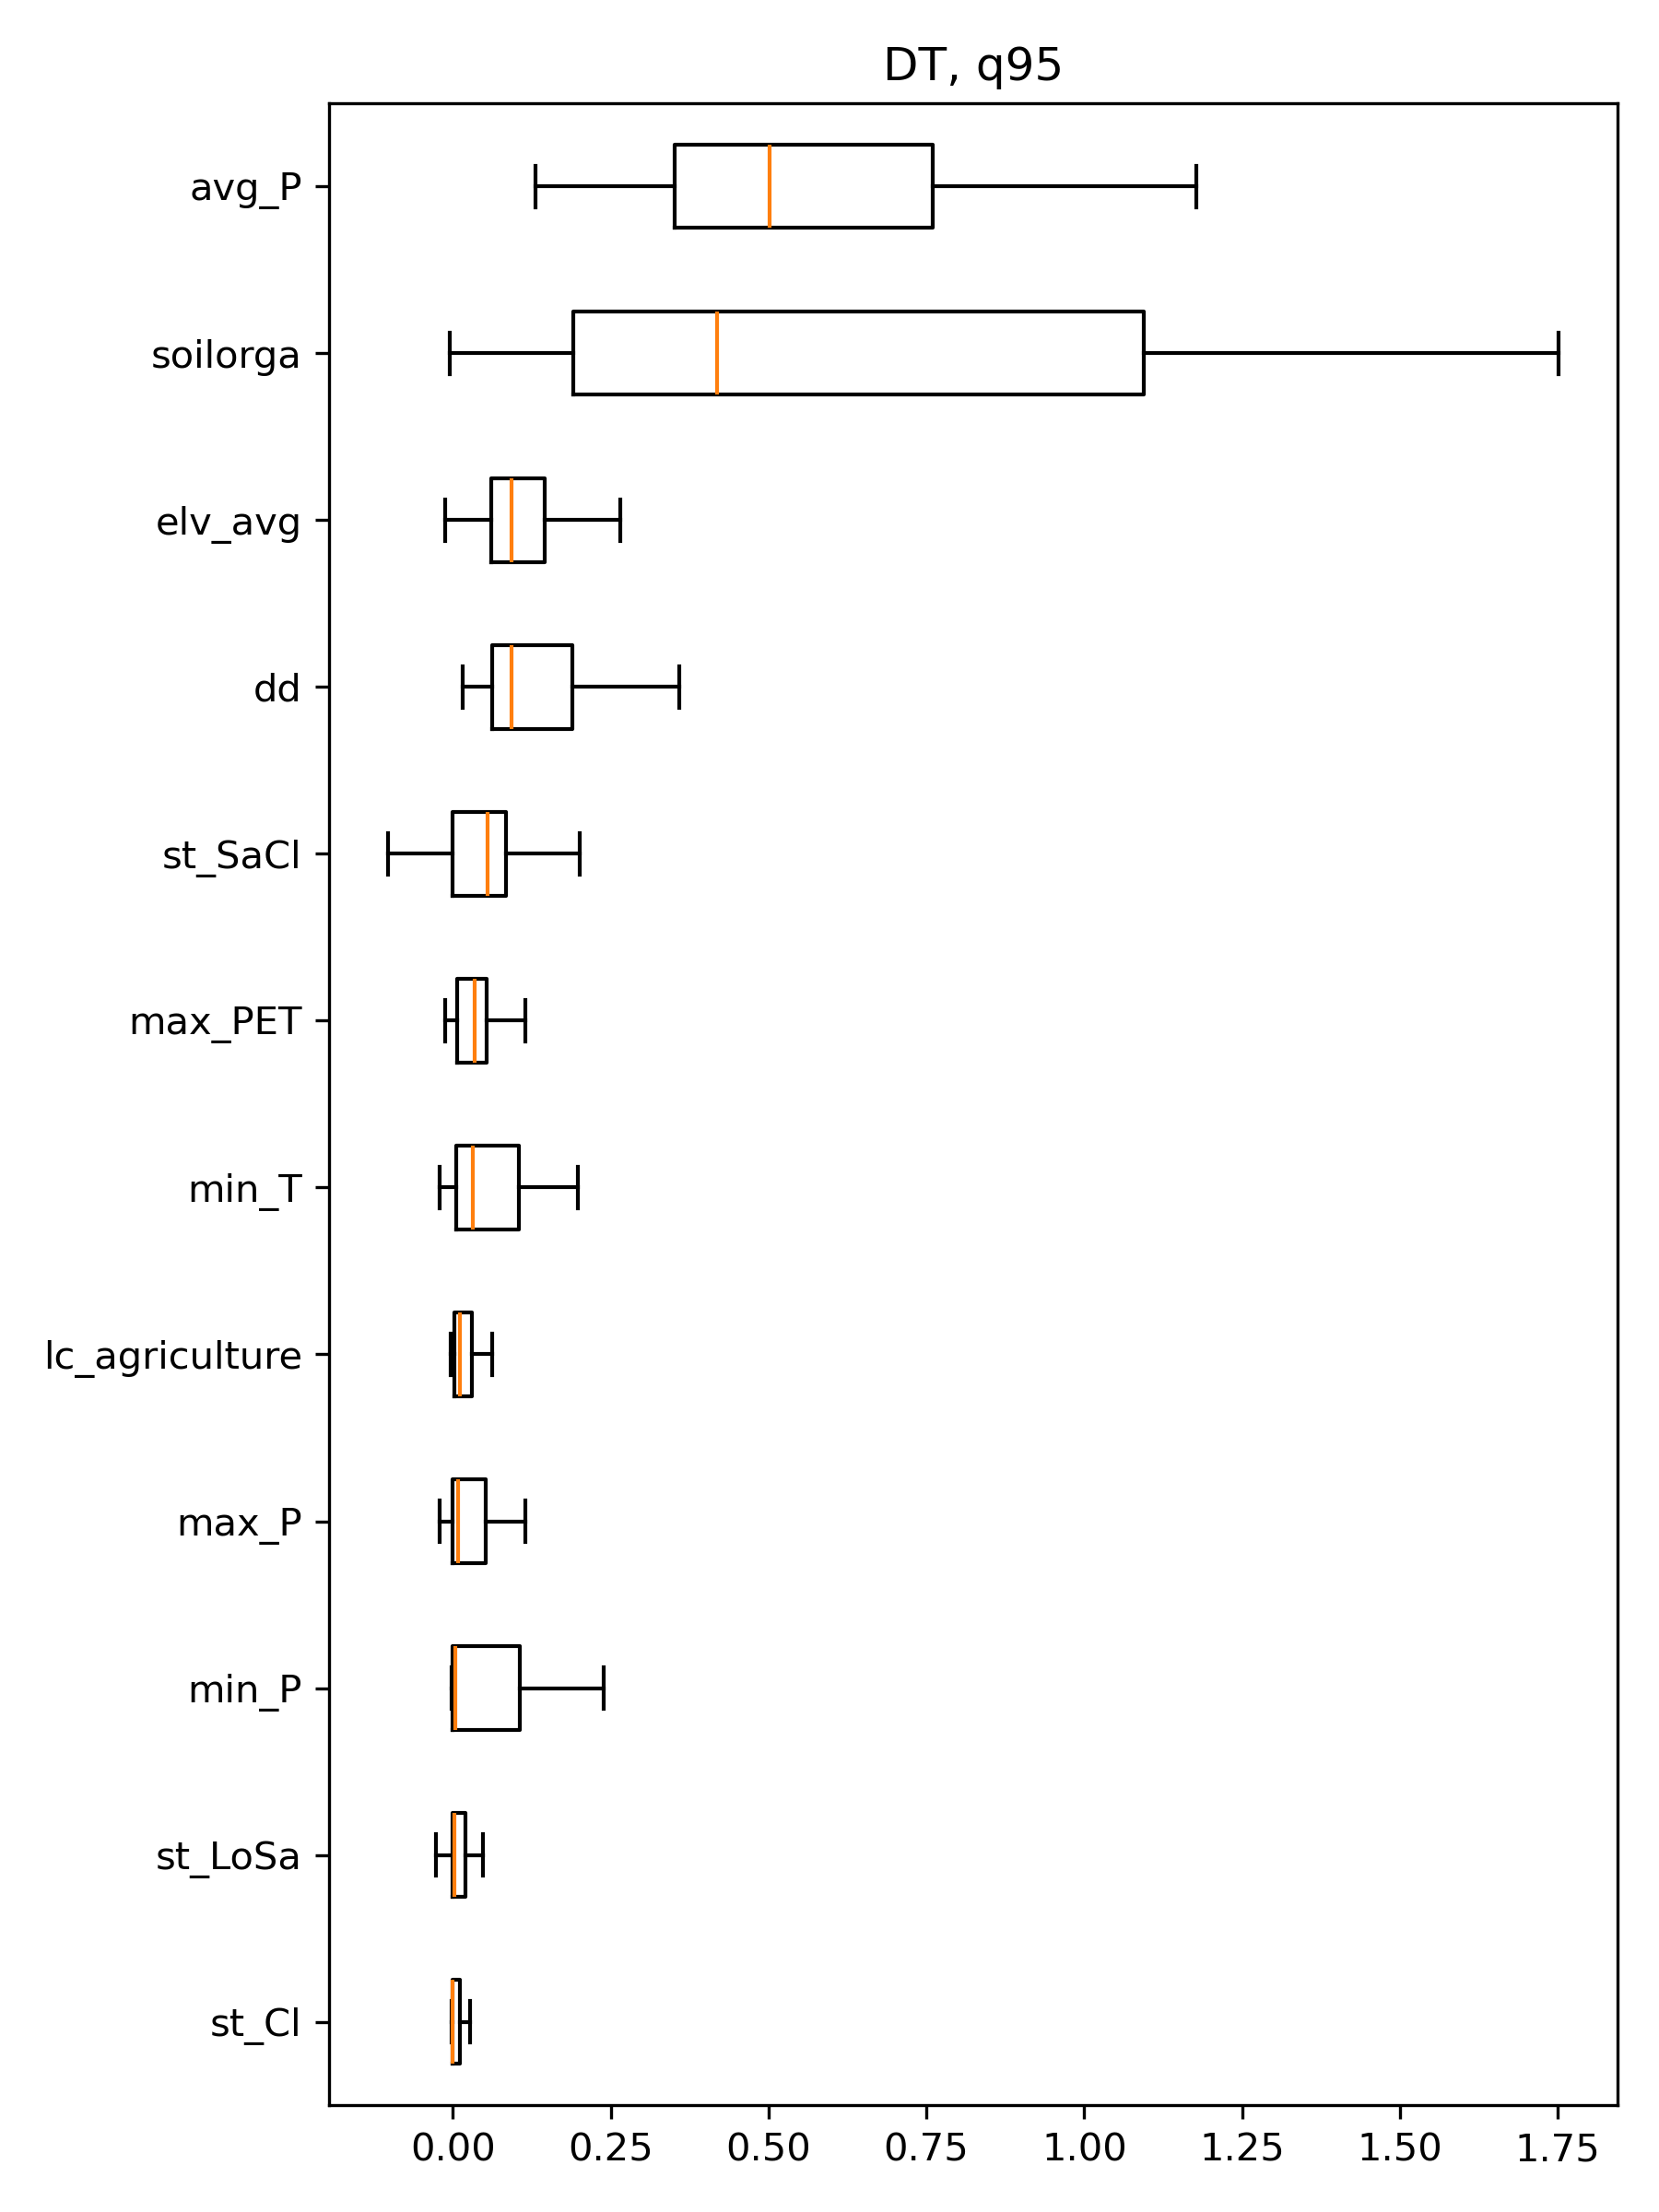 DT, q95
avg_P
soilorga
elv_avg
dd
st_SaCl
max_PET
min_T
lc_agriculture
max_P
min_P
st_LoSa
st_Cl
0.00 0.25 0.50 0.75 1.00 1.25 1.50 1.75